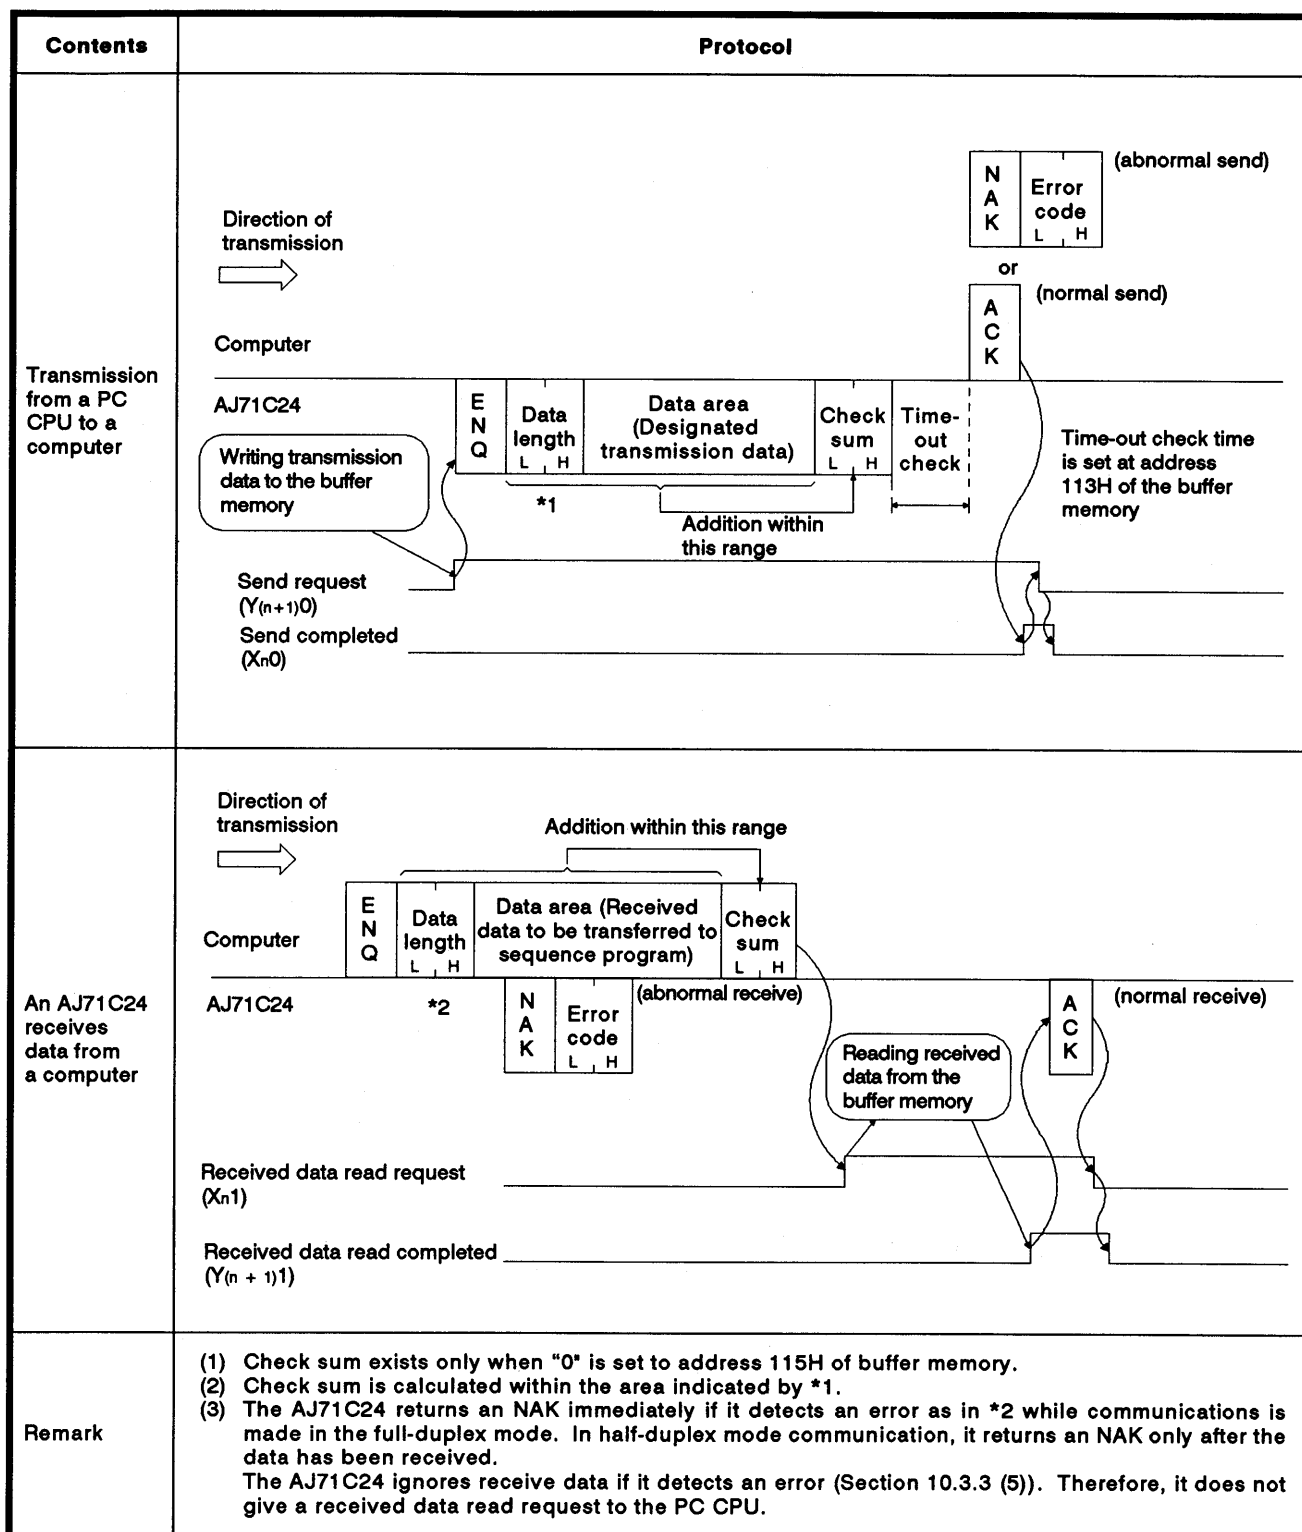 Contents
Protocol
Transmission
from a PC
CPU to a
computer
Direction of
transmission
N
A
K
Error
code
L H
(abnormal send)
or
(normal send)
A
C
K
Computer
AJ71C24
E
N
Q
Data
length
L H
Data area
(Designated
transmission data)
Check
sum
L H
Time-
out
check
Time-out check time
is set at address
113H of the buffer
memory
Writing transmission
data to the buffer
memory
*1
Addition within
this range
Send request
(Y(n+1)0)
Send completed
(Xn0)
An AJ71C24
receives
data from
a computer
Direction of
transmission
Addition within this range
Computer
E
N
Q
Data
length
L H
Data area (Received
data to be transferred to
sequence program)
Check
sum
L H
AJ71C24
*2
N
A
K
Error
code
L H
(abnormal receive)
A
C
K
(normal receive)
Reading received
data from the
buffer memory
Received data read request
(Xn1)
Received data read completed
(Y(n + 1)1)
Remark
(1) Check sum exists only when "0" is set to address 115H of buffer memory.
(2) Check sum is calculated within the area indicated by *1.
(3) The AJ71C24 returns an NAK immediately if it detects an error as in *2 while communications is
made in the full-duplex mode. In half-duplex mode communication, it returns an NAK only after the
data has been received.
The AJ71C24 ignores receive data if it detects an error (Section 10.3.3 (5)). Therefore, it does not
give a received data read request to the PC CPU.